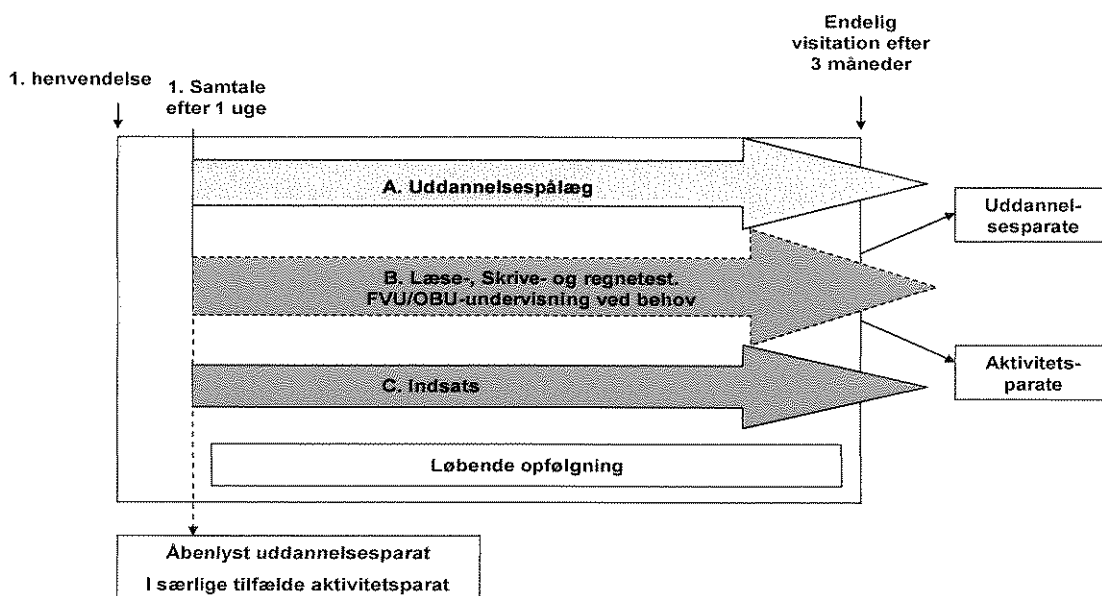 Endelig
visitation efter
3 måneder
1. henvendelse
1. Samtale
efter 1 uge
A. Uddannelsespålæg
Uddannel-
sesparate
B. Læse-, Skrive- og regnetest.
FVU/OBU-undervisning ved behov
Aktivitets-
parate
C. Indsats
Løbende opfølgning
Åbenlyst uddannelsesparat
I særlige tilfælde aktivitetsparat